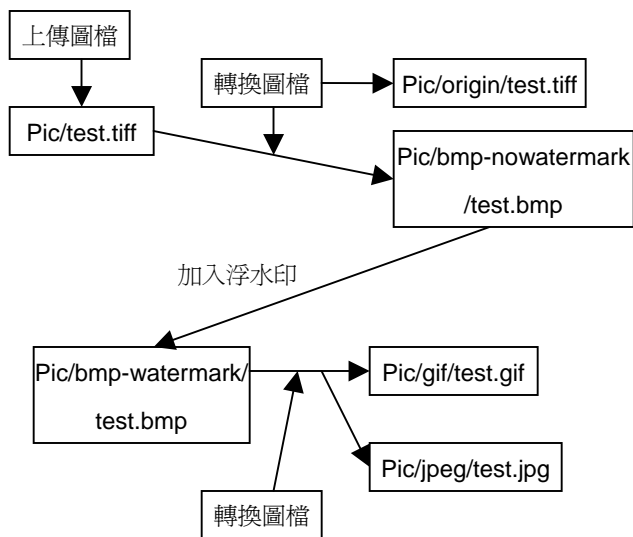 上傳圖檔
轉換圖檔
Pic/origin/test.tiff
Pic/test.tiff
Pic/bmp-nowatermark
/test.bmp
加入浮水印
Pic/bmp-watermark/
test.bmp
Pic/gif/test.gif
Pic/jpeg/test.jpg
轉換圖檔